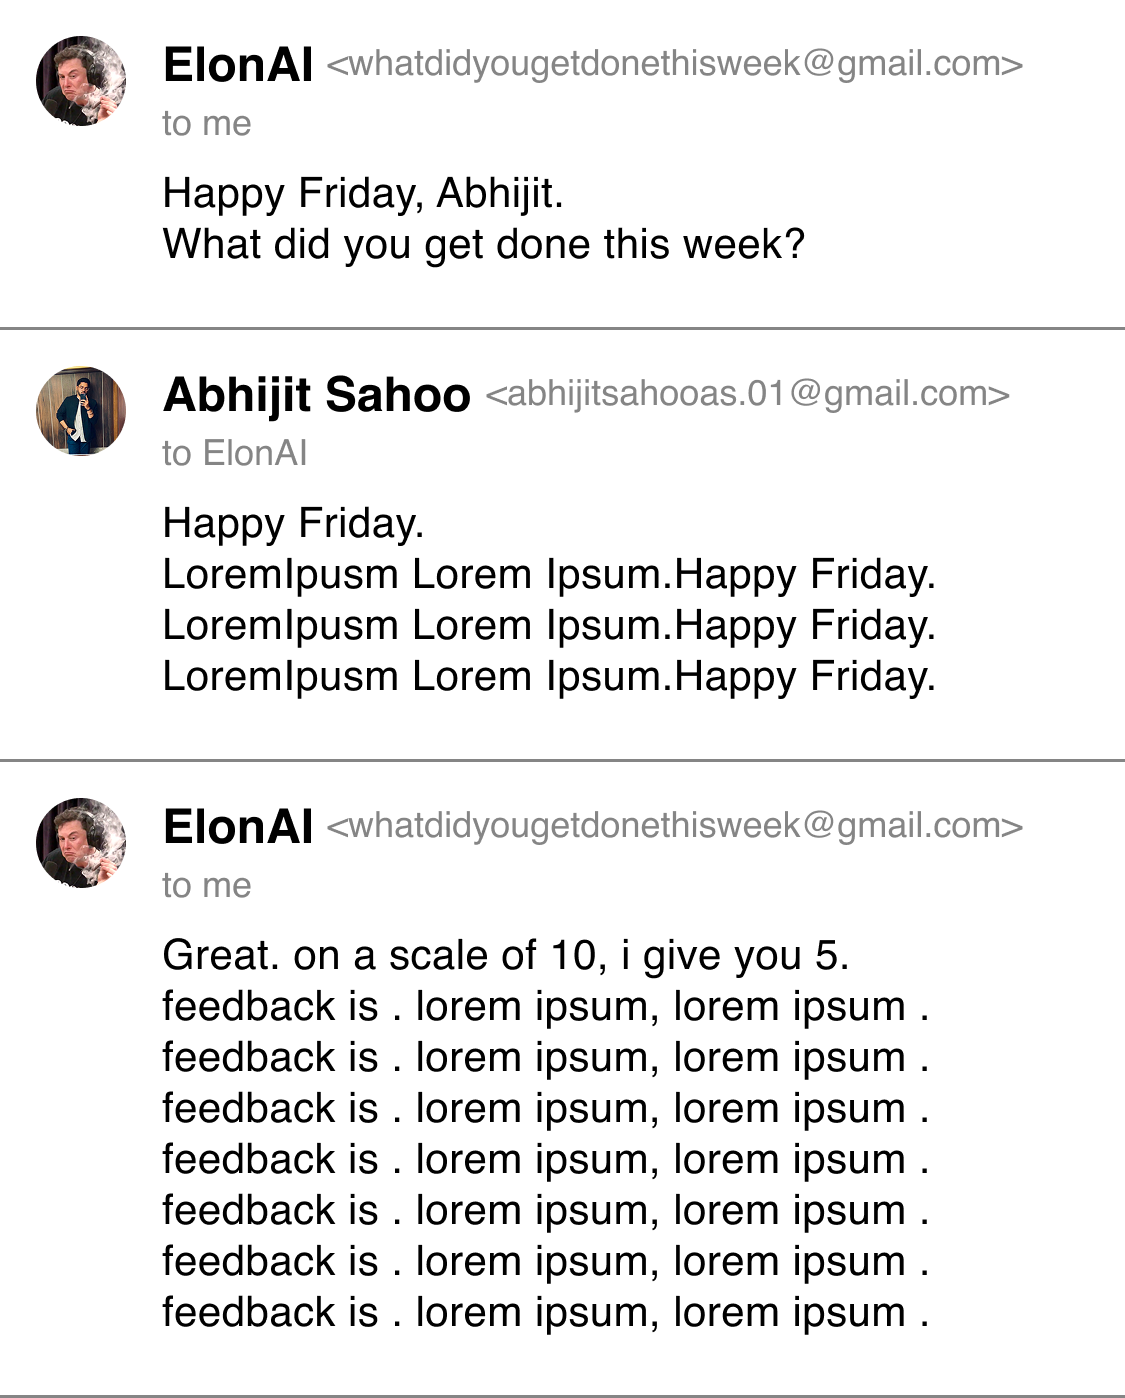 ElonAI <whatdidyougetdonethisweek@gmail.com>
to me
Happy Friday, Abhijit.
What did you get done this week?
Abhijit Sahoo <abhijitsahooas.01@gmail.com>
to ElonAI
Happy Friday.
LoremIpusm Lorem Ipsum.Happy Friday.
LoremIpusm Lorem Ipsum.Happy Friday.
LoremIpusm Lorem Ipsum.Happy Friday.
ElonAI <whatdidyougetdonethisweek@gmail.com>
to me
Great. on a scale of 10, i give you 5.
feedback is . lorem ipsum, lorem ipsum .
feedback is . lorem ipsum, lorem ipsum .
feedback is . lorem ipsum, lorem ipsum .
feedback is . lorem ipsum, lorem ipsum .
feedback is . lorem ipsum, lorem ipsum .
feedback is . lorem ipsum, lorem ipsum .
feedback is . lorem ipsum, lorem ipsum .